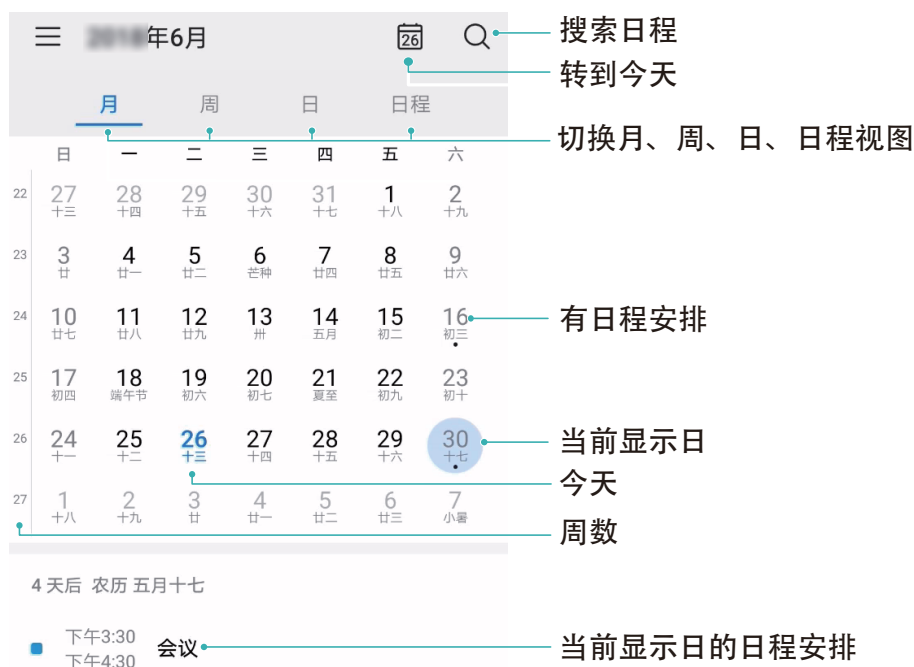 年6月 26 搜索日程
转到今天
月 周 日 日程
切换月、周、日、日程视图
日 一 二 三 四 五 六
22 27 28 29 30 31 1 2
十三 十四 十五 十六 十七 十八 十九
23 3 4 5 6 7 8 9
廿 廿一 廿二 芒种 廿四 廿五 廿六
24 10 11 12 13 14 15 16 有日程安排
廿七 廿八 廿九 卅 五月 初二 初三
25 17 18 19 20 21 22 23
初四 端午节 初六 初七 夏至 初九 初十
26 24 25 26 27 28 29 30 当前显示日
十一 十二 十三 十四 十五 十六 十七
今天
27 1 2 3 4 5 6 7
十八 十九 廿 廿一 廿二 廿三 小暑
周数
4 天后 农历 五月十七
下午3:30 会议 当前显示日的日程安排
下午4:30